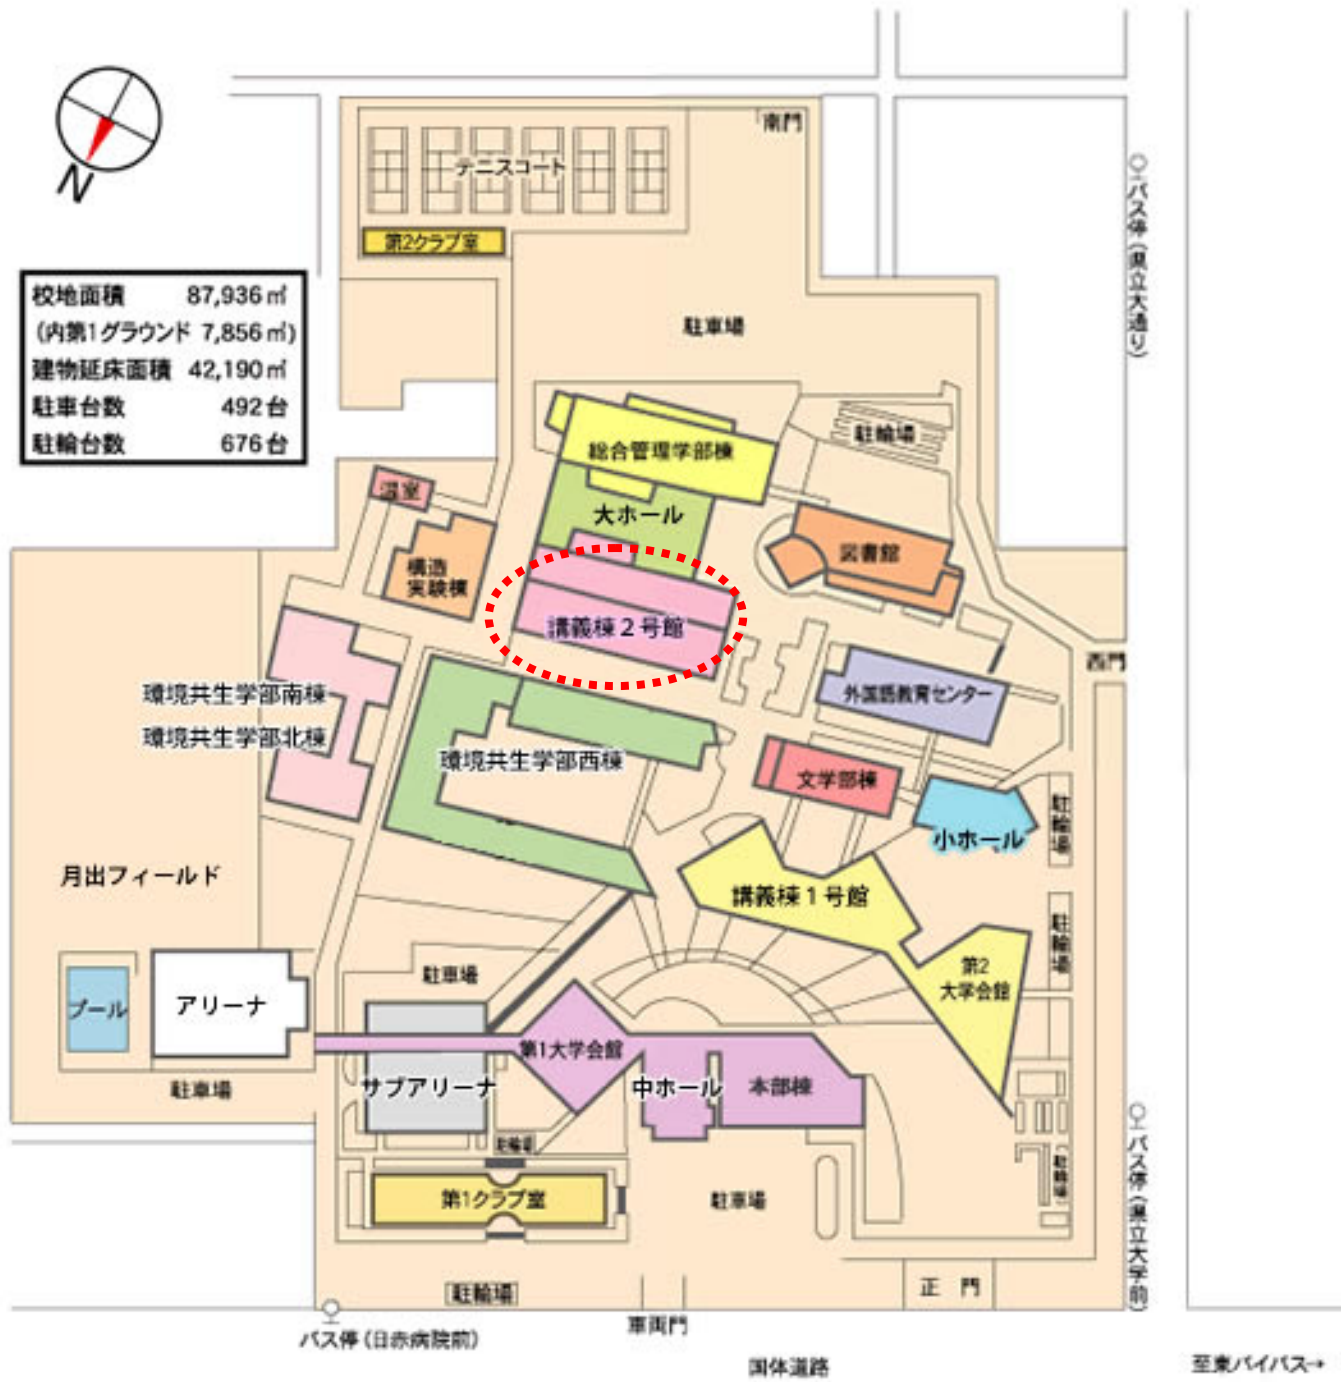 N
校地面積 87,936㎡
(内第1グラウンド 7,856㎡)
建物延床面積 42,190㎡
駐車台数 492台
駐輪台数 676台
南門
テニスコート
第2クラブ室
バス停(県立大通り)
駐車場
総合管理学部棟
駐輪場
温室
大ホール
構造
実験棟
図書館
講義棟2号館
西門
環境共生学部南棟
外国語教育センター
環境共生学部北棟
環境共生学部西棟
文学部棟
駐輪場
小ホール
月出フィールド
講義棟1号館
駐輪場
第2
大学会館
駐車場
プール
アリーナ
第1大学会館
サブアリーナ
中ホール
本部棟
駐車場
駐輪場
駐輪場
第1クラブ室
駐車場
バス停(県立大学前)
駐輪場
正門
バス停(日赤病院前)
車両門
国体道路
至東バイパス→